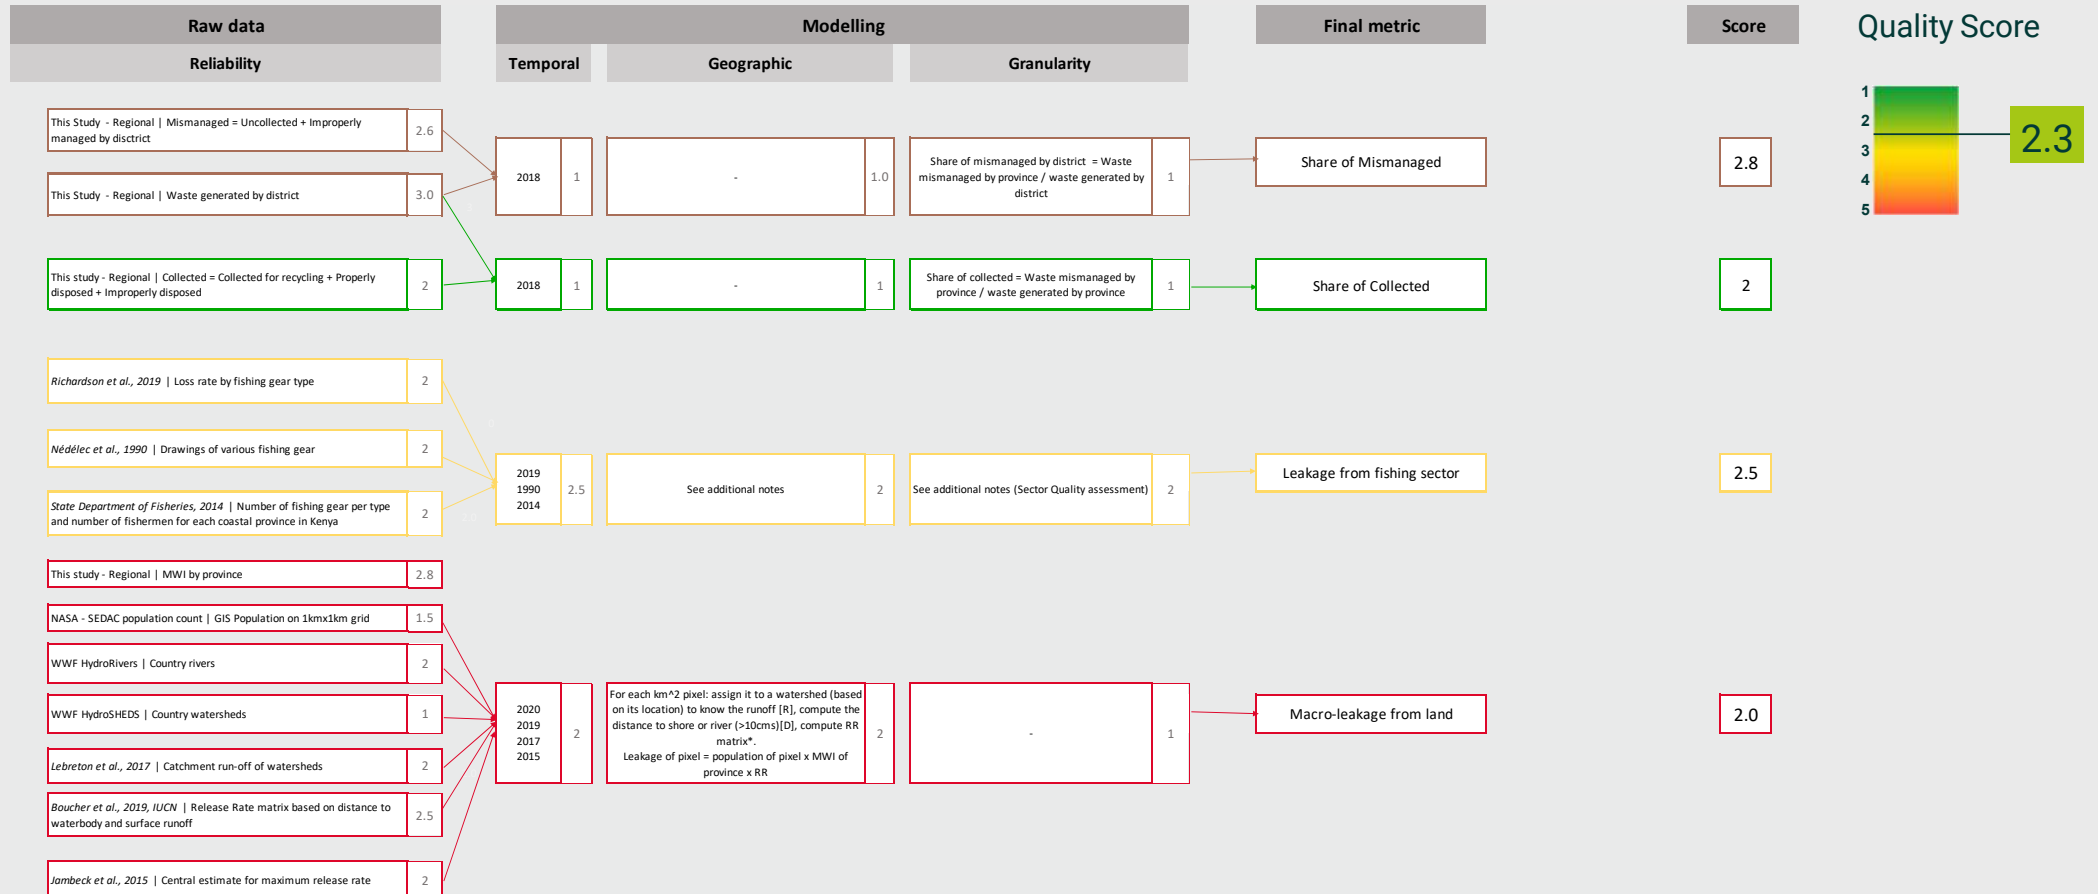 Raw data
Modelling
Final metric
Score
Quality Score
Reliability
Temporal
Geographic
Granularity
1
2
3
4
5
2.3
This Study - Regional | Mismanaged = Uncollected + Improperly
managed by disctrict
2.6
This Study - Regional | Waste generated by district
3.0
2018
1
-
1.0
Share of mismanaged by district = Waste
mismanaged by province / waste generated by
district
1
Share of Mismanaged
2.8
This study - Regional | Collected = Collected for recycling + Properly
disposed + Improperly disposed
2
2018
1
-
1
Share of collected = Waste mismanaged by
province / waste generated by province
1
Share of Collected
2
Richardson et al., 2019 | Loss rate by fishing gear type
2
Nédélec et al., 1990 | Drawings of various fishing gear
2
State Department of Fisheries, 2014 | Number of fishing gear per type
and number of fishermen for each coastal province in Kenya
2
2019
1990
2014
2.5
See additional notes
2
See additional notes (Sector Quality assessment)
2
Leakage from fishing sector
2.5
This study - Regional | MWI by province
2.8
NASA - SEDAC population count | GIS Population on 1kmx1km grid
1.5
WWF HydroRivers | Country rivers
2
WWF HydroSHEDS | Country watersheds
1
Lebreton et al., 2017 | Catchment run-off of watersheds
2
Boucher et al., 2019, IUCN | Release Rate matrix based on distance to
waterbody and surface runoff
2.5
Jambeck et al., 2015 | Central estimate for maximum release rate
2
2020
2019
2017
2015
2
For each km^2 pixel: assign it to a watershed (based
on its location) to know the runoff [R], compute the
distance to shore or river (>10cms)[D], compute RR
matrix*.
Leakage of pixel = population of pixel x MWI of
province x RR
2
-
1
Macro-leakage from land
2.0